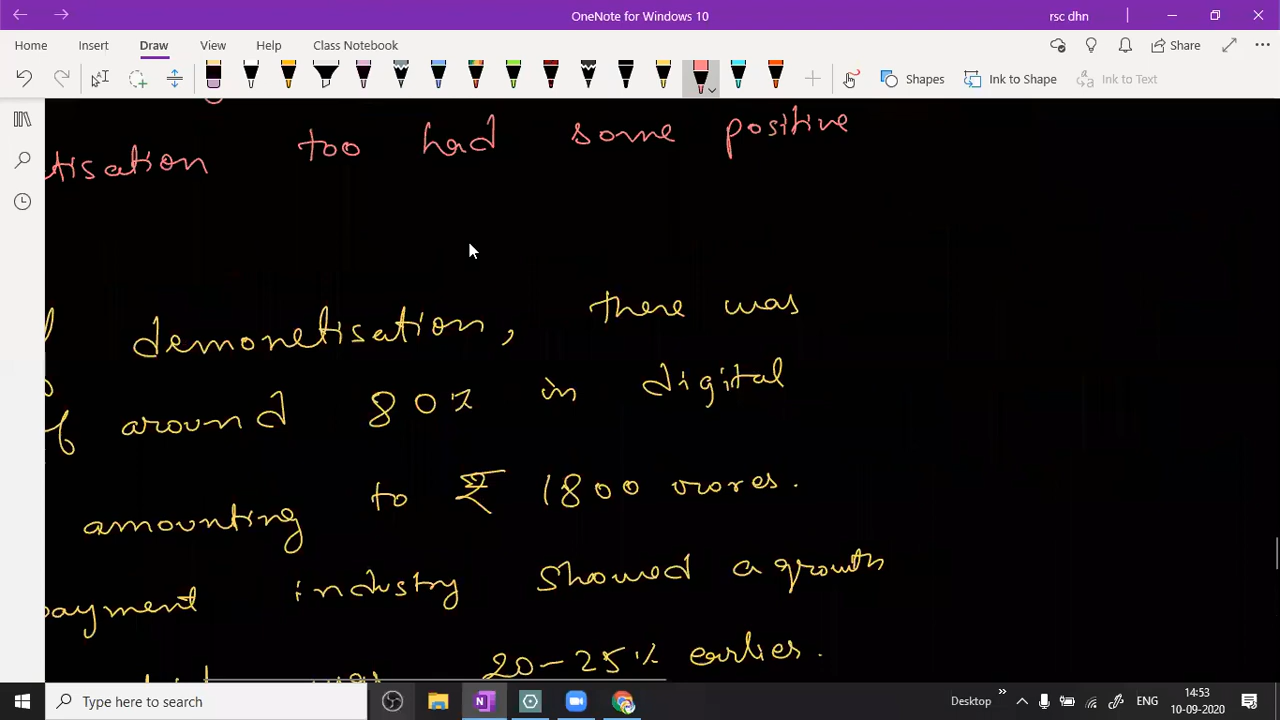 OneNote for Windows 10
rsc dhn
Home Insert Draw View Help Class Notebook
Share
Shapes Ink to Shape Ink to Text
tisation too had some positive
demonetisation, there was
around 80% in digital
amounting to ₹ 1800 crores.
payment industry showed a growth
20-25% earlier.
Type here to search
Desktop
ENG
14:53
10-09-2020